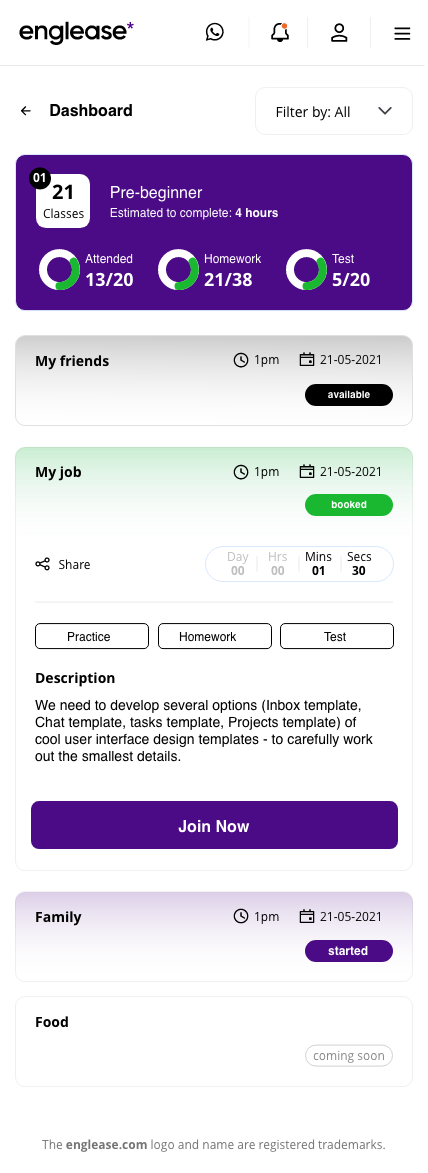 englease*
Dashboard
Filter by: All
01
21
Classes
Pre-beginner
Estimated to complete: 4 hours
Attended
13/20
Homework
21/38
Test
5/20
My friends
1pm
21-05-2021
available
My job
1pm
21-05-2021
booked
Share
Day
00
Hrs
00
Mins
01
Secs
30
Practice
Homework
Test
Description
We need to develop several options (Inbox template,
Chat template, tasks template, Projects template) of
cool user interface design templates - to carefully work
out the smallest details.
Join Now
Family
1pm
21-05-2021
started
Food
coming soon
The englease.com logo and name are registered trademarks.